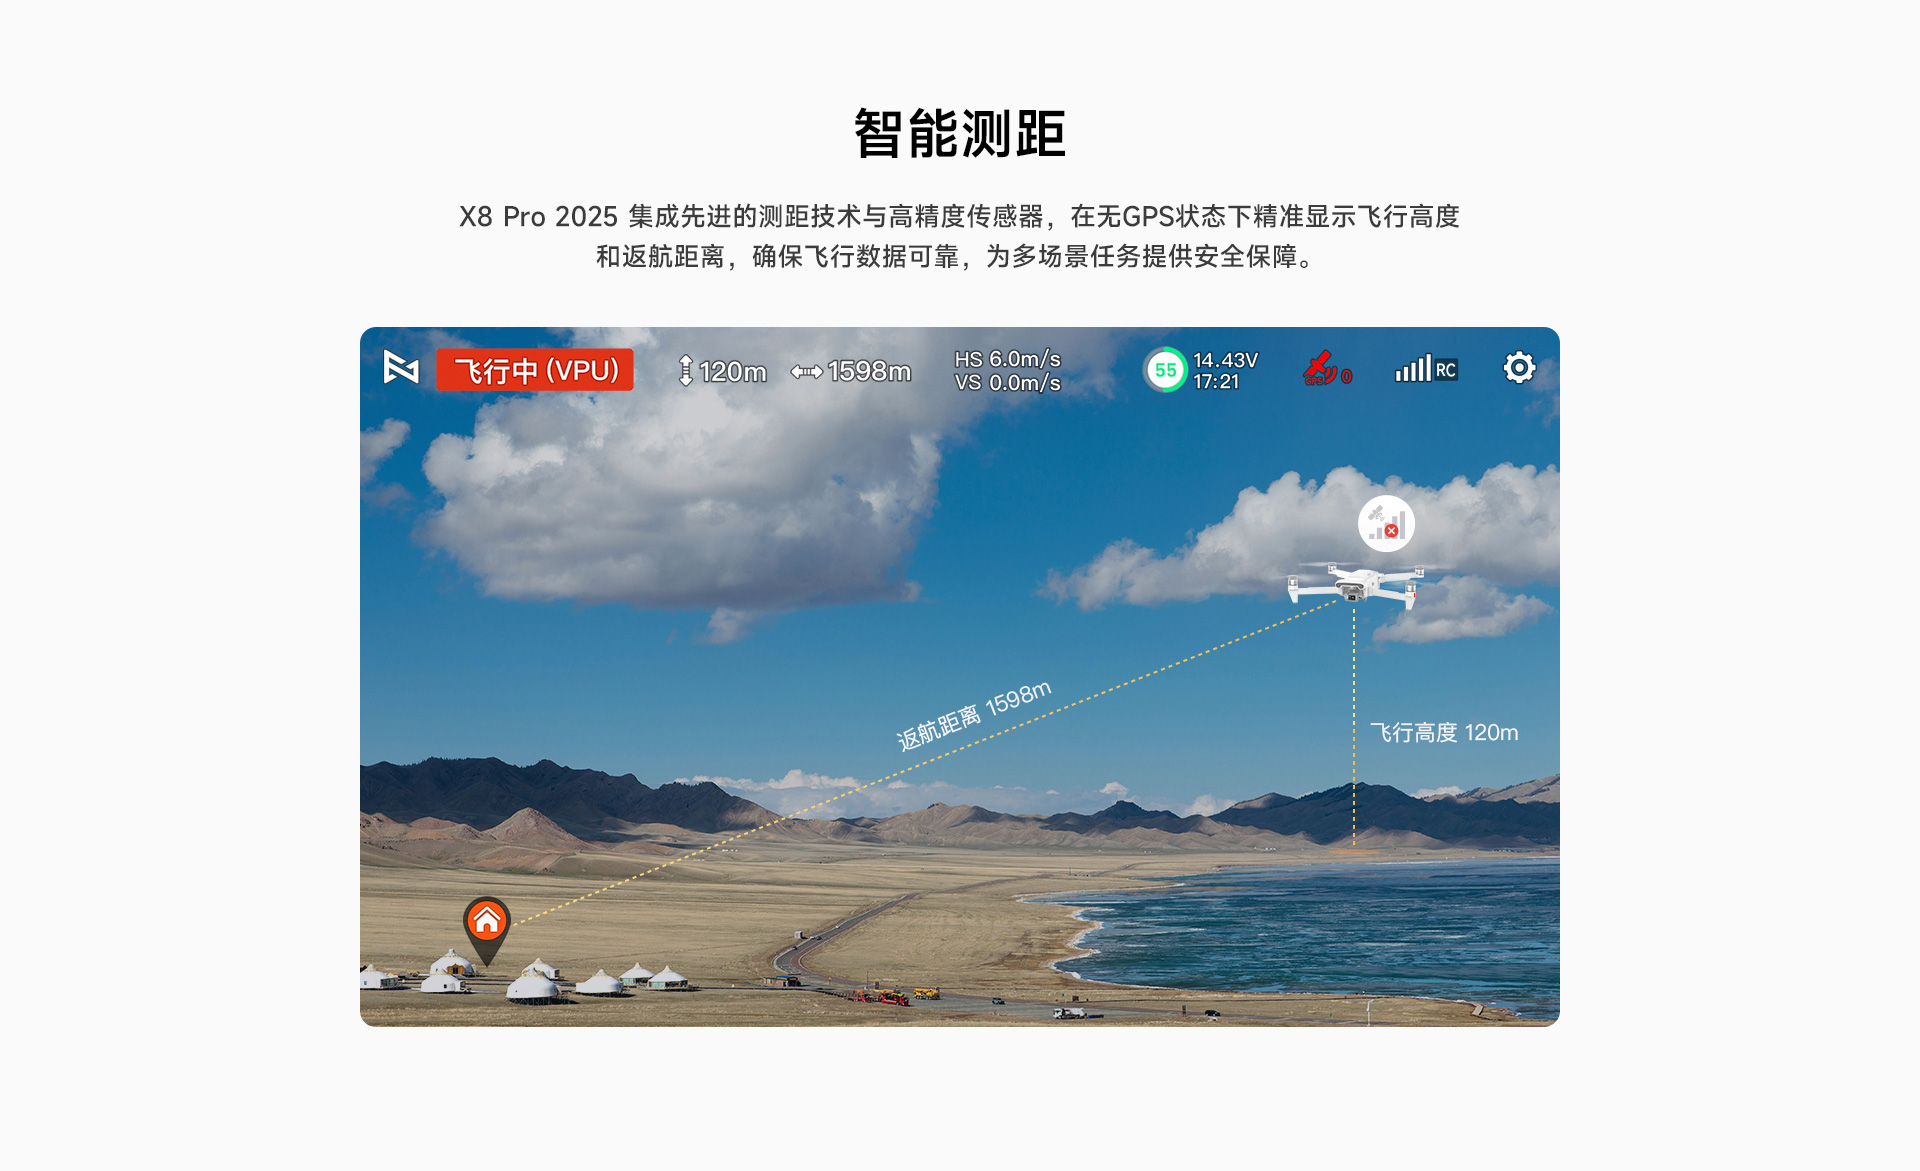 智能测距
X8 Pro 2025 集成先进的测距技术与高精度传感器，在无GPS状态下精准显示飞行高度
和返航距离，确保飞行数据可靠，为多场景任务提供安全保障。
飞行中 (VPU)
120m
1598m
HS 6.0m/s
VS 0.0m/s
55
14.43V
17:21
GPS 0
RC
返航距离 1598m
飞行高度 120m